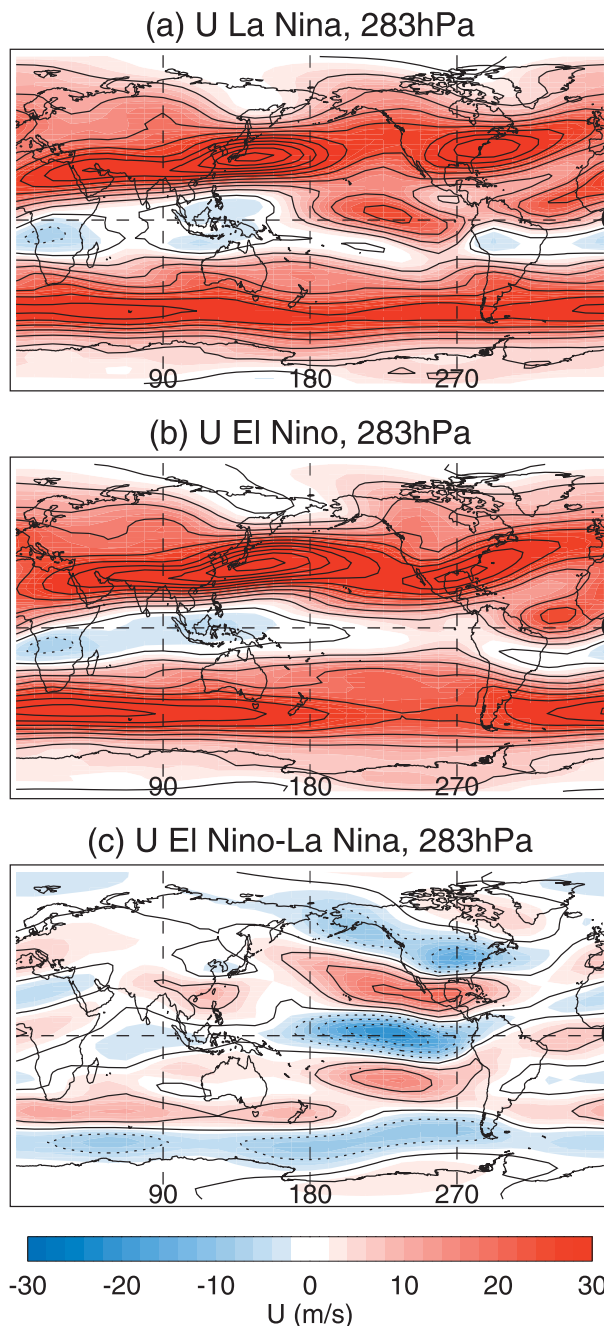 (a) U La Nina, 283hPa
90 180 270
(b) U El Nino, 283hPa
90 180 270
(c) U El Nino-La Nina, 283hPa
90 180 270
-30 -20 -10 0 10 20 30
U (m/s)